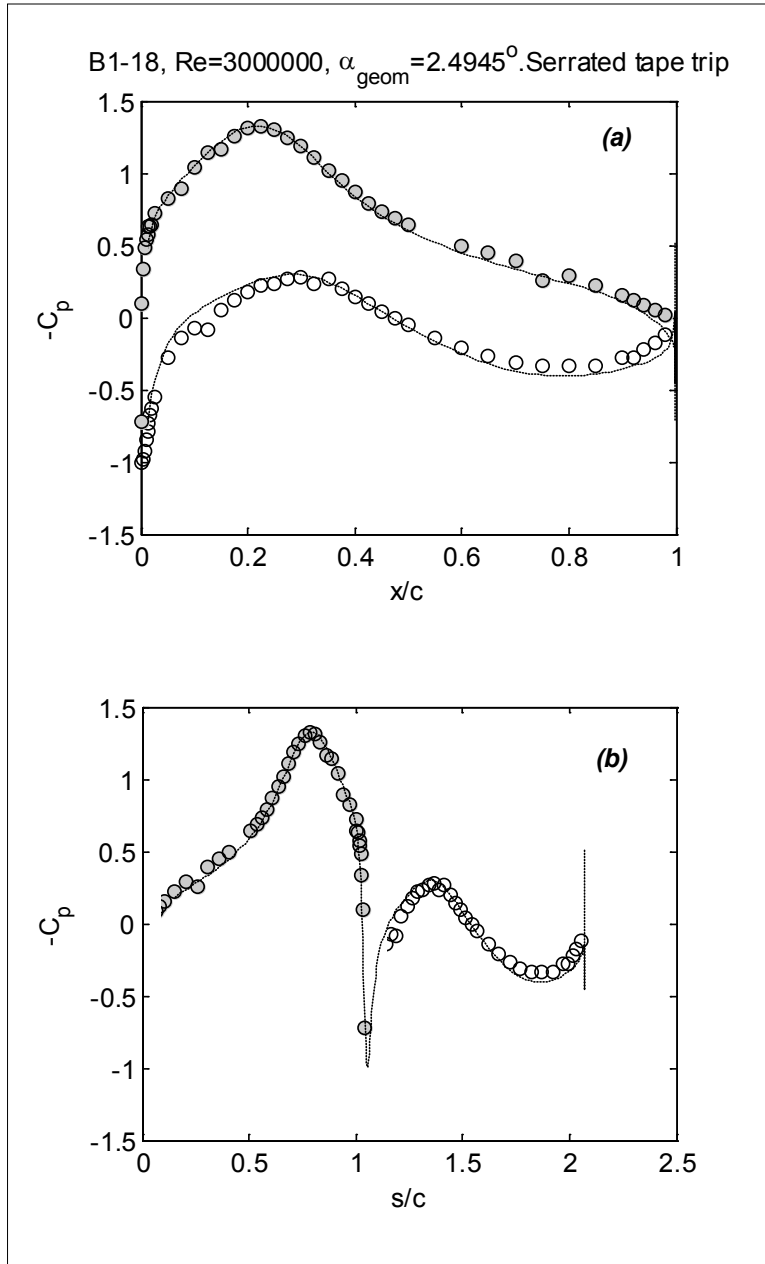 B1-18, Re=3000000, α_geom=2.4945°.Serrated tape trip
(a)
1.5
1
0.5
0
-0.5
-1
-1.5
-C_p
0 0.2 0.4 0.6 0.8 1
x/c
(b)
1.5
1
0.5
0
-0.5
-1
-1.5
-C_p
0 0.5 1 1.5 2 2.5
s/c